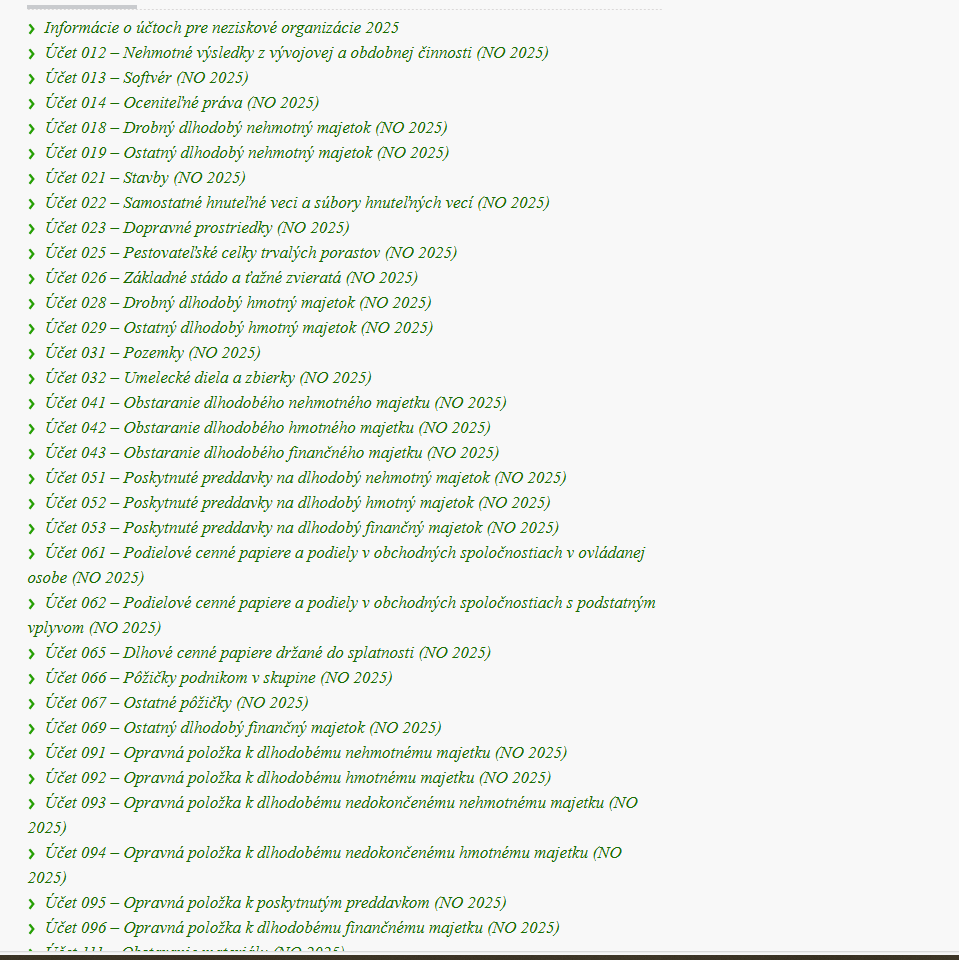 Informácie o účtoch pre neziskové organizácie 2025
Účet 012 – Nehmotné výsledky z vývojovej a obdobnej činnosti (NO 2025)
Účet 013 – Softvér (NO 2025)
Účet 014 – Oceniteľné práva (NO 2025)
Účet 018 – Drobný dlhodobý nehmotný majetok (NO 2025)
Účet 019 – Ostatný dlhodobý nehmotný majetok (NO 2025)
Účet 021 – Stavby (NO 2025)
Účet 022 – Samostatné hnuteľné veci a súbory hnuteľných vecí (NO 2025)
Účet 023 – Dopravné prostriedky (NO 2025)
Účet 025 – Pestovateľské celky trvalých porastov (NO 2025)
Účet 026 – Základné stádo a ťažné zvieratá (NO 2025)
Účet 028 – Drobný dlhodobý hmotný majetok (NO 2025)
Účet 029 – Ostatný dlhodobý hmotný majetok (NO 2025)
Účet 031 – Pozemky (NO 2025)
Účet 032 – Umelecké diela a zbierky (NO 2025)
Účet 041 – Obstaranie dlhodobého nehmotného majetku (NO 2025)
Účet 042 – Obstaranie dlhodobého hmotného majetku (NO 2025)
Účet 043 – Obstaranie dlhodobého finančného majetku (NO 2025)
Účet 051 – Poskytnuté preddavky na dlhodobý nehmotný majetok (NO 2025)
Účet 052 – Poskytnuté preddavky na dlhodobý hmotný majetok (NO 2025)
Účet 053 – Poskytnuté preddavky na dlhodobý finančný majetok (NO 2025)
Účet 061 – Podielové cenné papiere a podiely v obchodných spoločnostiach v ovládanej
osobe (NO 2025)
Účet 062 – Podielové cenné papiere a podiely v obchodných spoločnostiach s podstatným
vplyvom (NO 2025)
Účet 065 – Dlhové cenné papiere držané do splatnosti (NO 2025)
Účet 066 – Pôžičky podnikom v skupine (NO 2025)
Účet 067 – Ostatné pôžičky (NO 2025)
Účet 069 – Ostatný dlhodobý finančný majetok (NO 2025)
Účet 091 – Opravná položka k dlhodobému nehmotnému majetku (NO 2025)
Účet 092 – Opravná položka k dlhodobému hmotnému majetku (NO 2025)
Účet 093 – Opravná položka k dlhodobému nedokončenému nehmotnému majetku (NO
2025)
Účet 094 – Opravná položka k dlhodobému nedokončenému hmotnému majetku (NO
2025)
Účet 095 – Opravná položka k poskytnutým preddavkom (NO 2025)
Účet 096 – Opravná položka k dlhodobému finančnému majetku (NO 2025)
Účet 111 – Obstaranie materiálu (NO 2025)